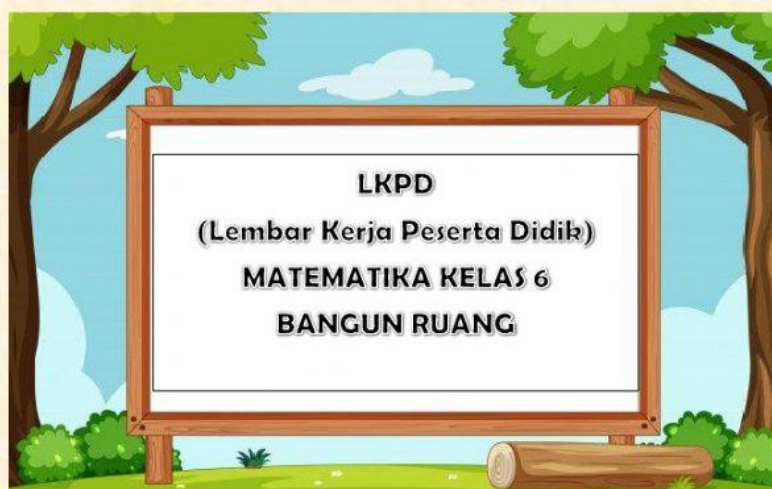 LKPD
(Lembar Kerja Peserta Didik)
MATEMATIKA KELAS 6
BANGUN RUANG